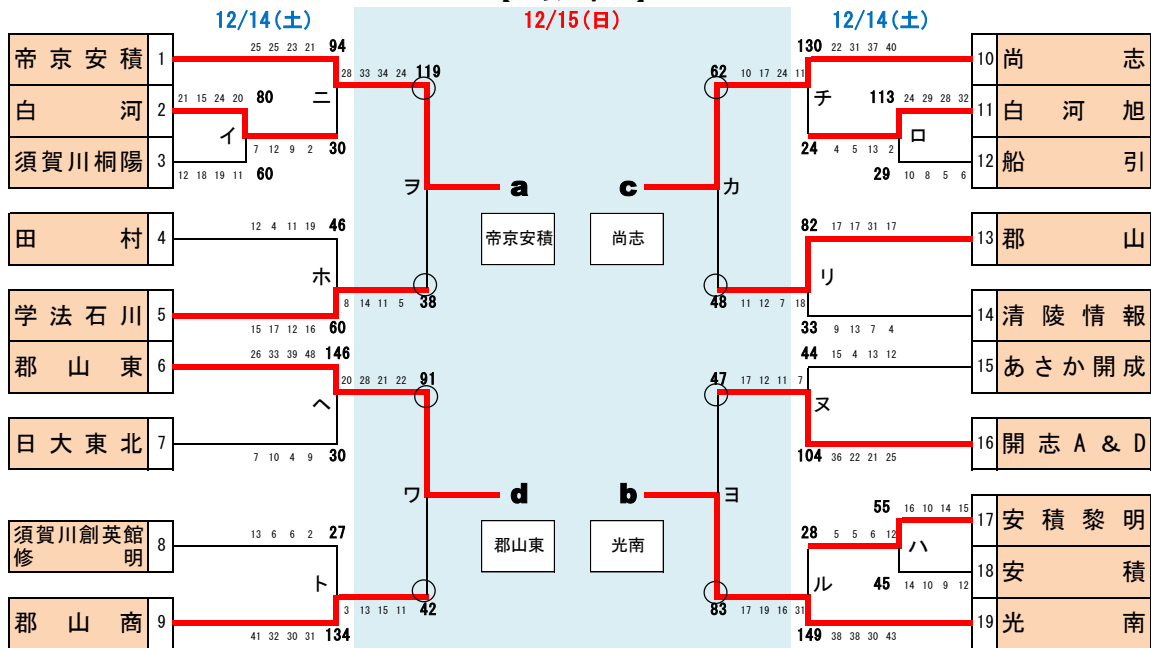 12/14(土) 12/15(日) 12/14(土)
帝京安積 1 25 25 23 21 94 130 22 31 37 40 10 尚志
28 33 34 24 119 62 10 17 24 11
白河 2 21 15 24 20 80 ニ チ 113 24 29 28 32 11 白河旭
イ ロ
7 12 9 2 30 24 4 5 13 2
須賀川桐陽 3 12 18 19 11 60 29 10 8 5 6 12 船引
ヲ a c カ
帝京安積 尚志
田村 4 12 4 11 19 46 82 17 17 31 17 13 郡山
ホ リ
8 14 11 5 38 48 11 12 7 18
学法石川 5 15 17 12 16 60 33 9 13 7 4 14 清陵情報
郡山東 6 26 33 39 48 146 44 15 4 13 12 15 あさか開成
20 28 21 22 91 47 17 12 11 7
ヘ ヌ
日大東北 7 7 10 4 9 30 104 36 22 21 25 16 開志A&D
ワ d b ヨ
郡山東 光南
55 16 10 14 15 17 安積黎明
須賀川創英館
修明 8 13 6 6 2 27 28 5 5 6 12 ハ
ト ル 45 14 10 9 12 18 安積
3 13 15 11 42 83 17 19 16 31
郡山商 9 41 32 30 31 134 149 38 38 30 43 19 光南